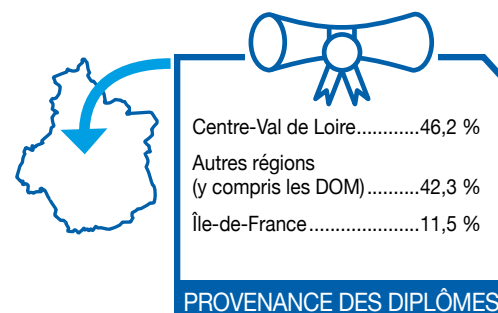 Centre-Val de Loire............46,2 %
Autres régions
(y compris les DOM)..........42,3 %
Île-de-France......................11,5 %
PROVENANCE DES DIPLÔMES